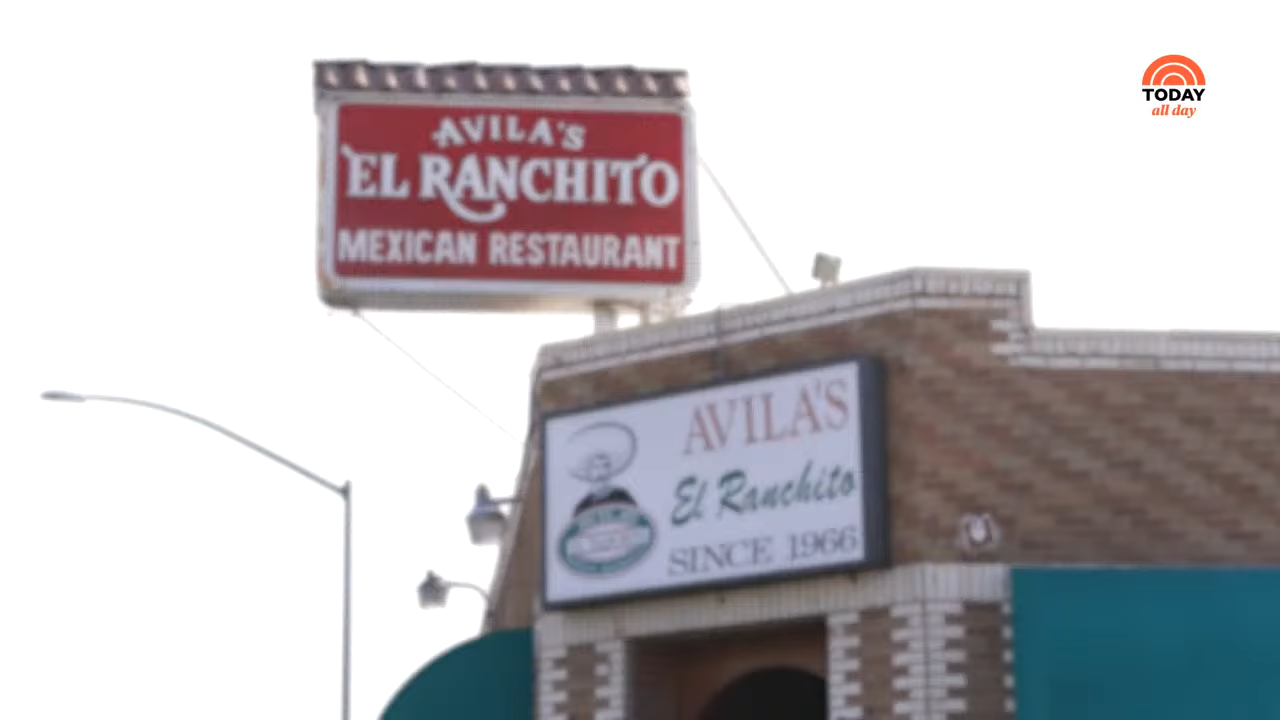 AVILA'S
EL RANCHITO
MEXICAN RESTAURANT
TODAY
all day
AVILA'S
El Ranchito
SINCE 1966